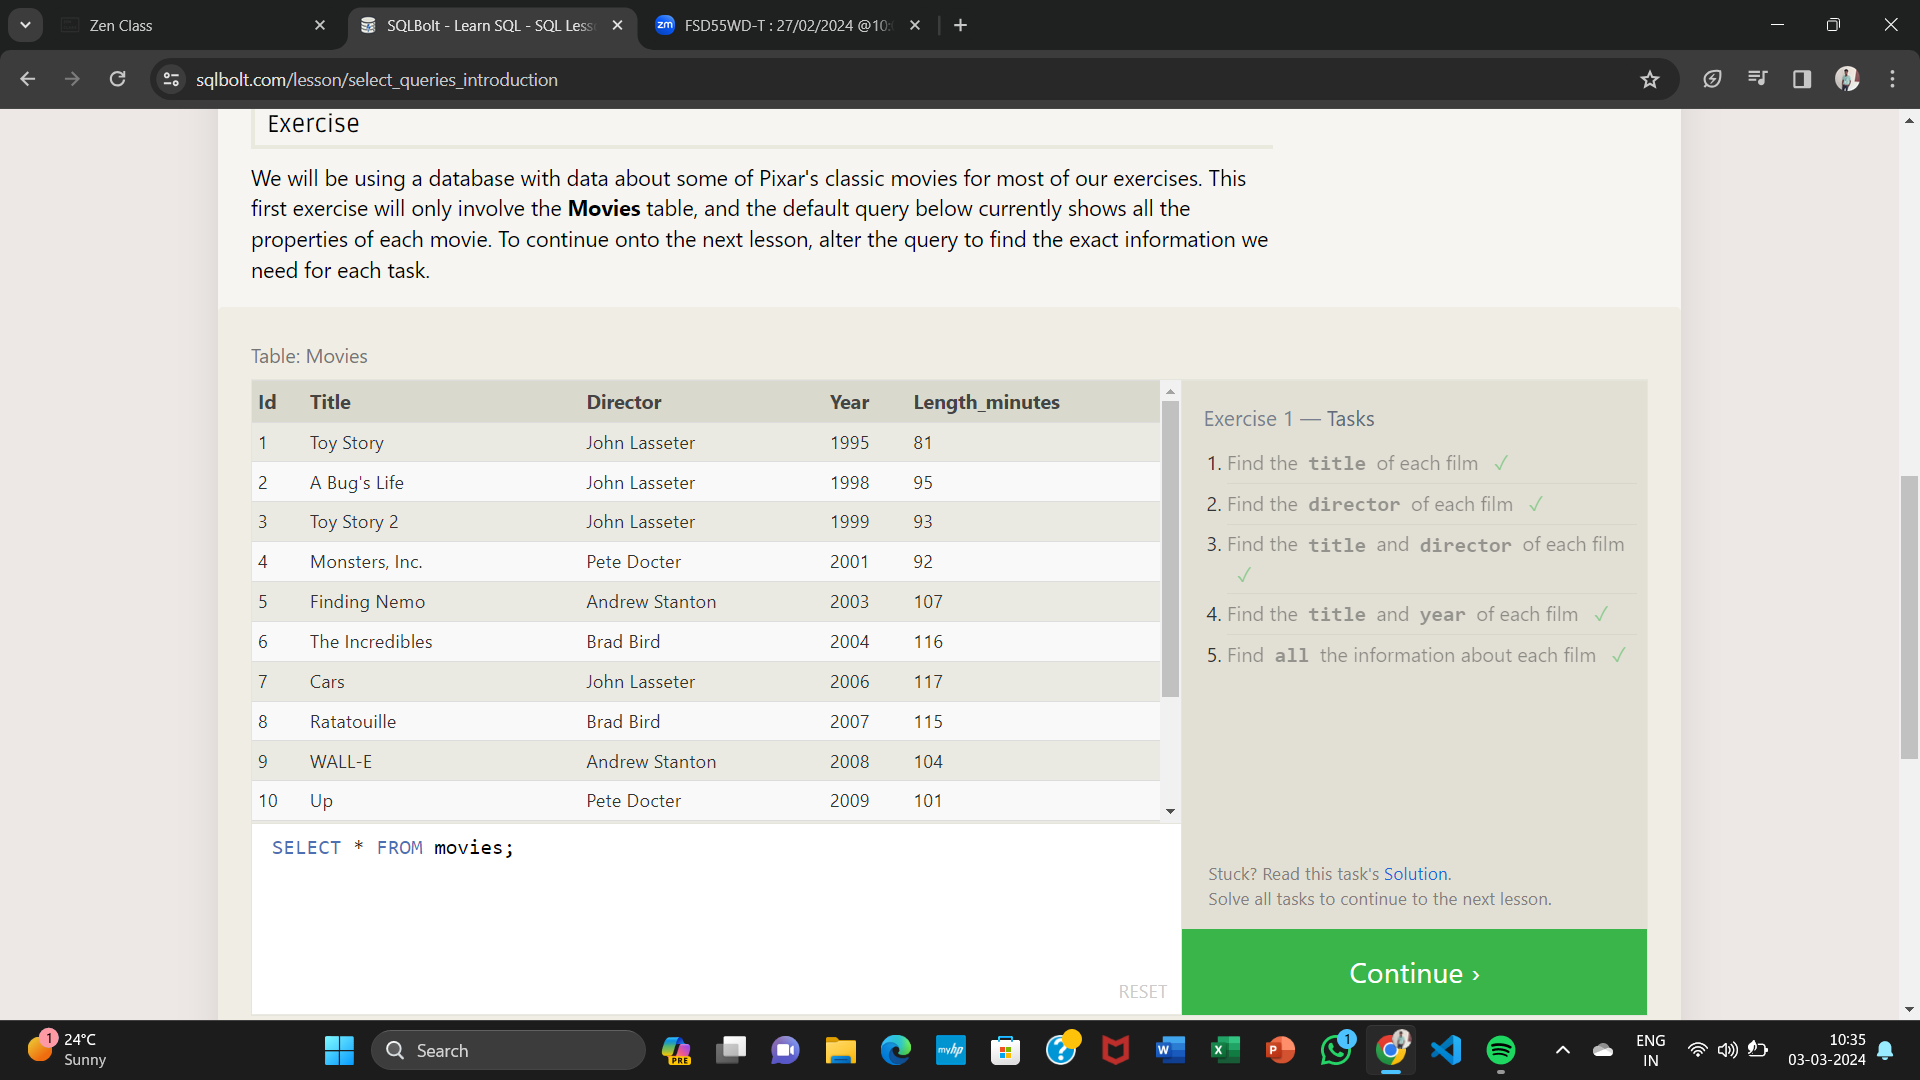 Zen Class
SQLBolt - Learn SQL - SQL Less
zm FSD55WD-T : 27/02/2024 @10:
sqlbolt.com/lesson/select_queries_introduction
Exercise
We will be using a database with data about some of Pixar's classic movies for most of our exercises. This
first exercise will only involve the Movies table, and the default query below currently shows all the
properties of each movie. To continue onto the next lesson, alter the query to find the exact information we
need for each task.
Table: Movies
Id Title Director Year Length_minutes
1 Toy Story John Lasseter 1995 81
2 A Bug's Life John Lasseter 1998 95
3 Toy Story 2 John Lasseter 1999 93
4 Monsters, Inc. Pete Docter 2001 92
5 Finding Nemo Andrew Stanton 2003 107
6 The Incredibles Brad Bird 2004 116
7 Cars John Lasseter 2006 117
8 Ratatouille Brad Bird 2007 115
9 WALL-E Andrew Stanton 2008 104
10 Up Pete Docter 2009 101
SELECT * FROM movies;
RESET
Exercise 1 — Tasks
1. Find the title of each film ✓
2. Find the director of each film ✓
3. Find the title and director of each film
✓
4. Find the title and year of each film ✓
5. Find all the information about each film ✓
Stuck? Read this task's Solution.
Solve all tasks to continue to the next lesson.
Continue ›
1
24°C
Sunny
Search
PRE
myhp
1
ENG
IN
10:35
03-03-2024